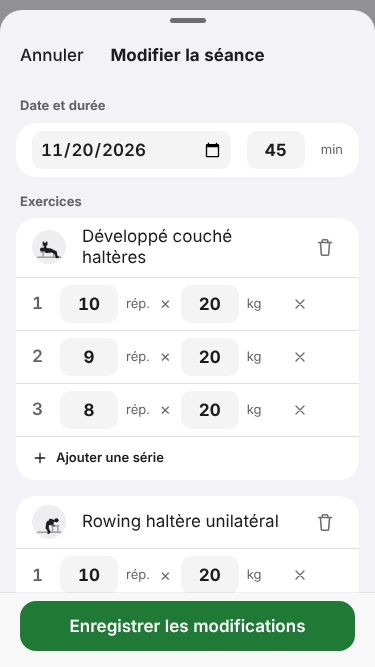 Annuler Modifier la séance
Date et durée
11/20/2026 45 min
Exercices
Développé couché
haltères
1 10 rép. × 20 kg ×
2 9 rép. × 20 kg ×
3 8 rép. × 20 kg ×
+ Ajouter une série
Rowing haltère unilatéral
1 10 rép. × 20 kg ×
Enregistrer les modifications